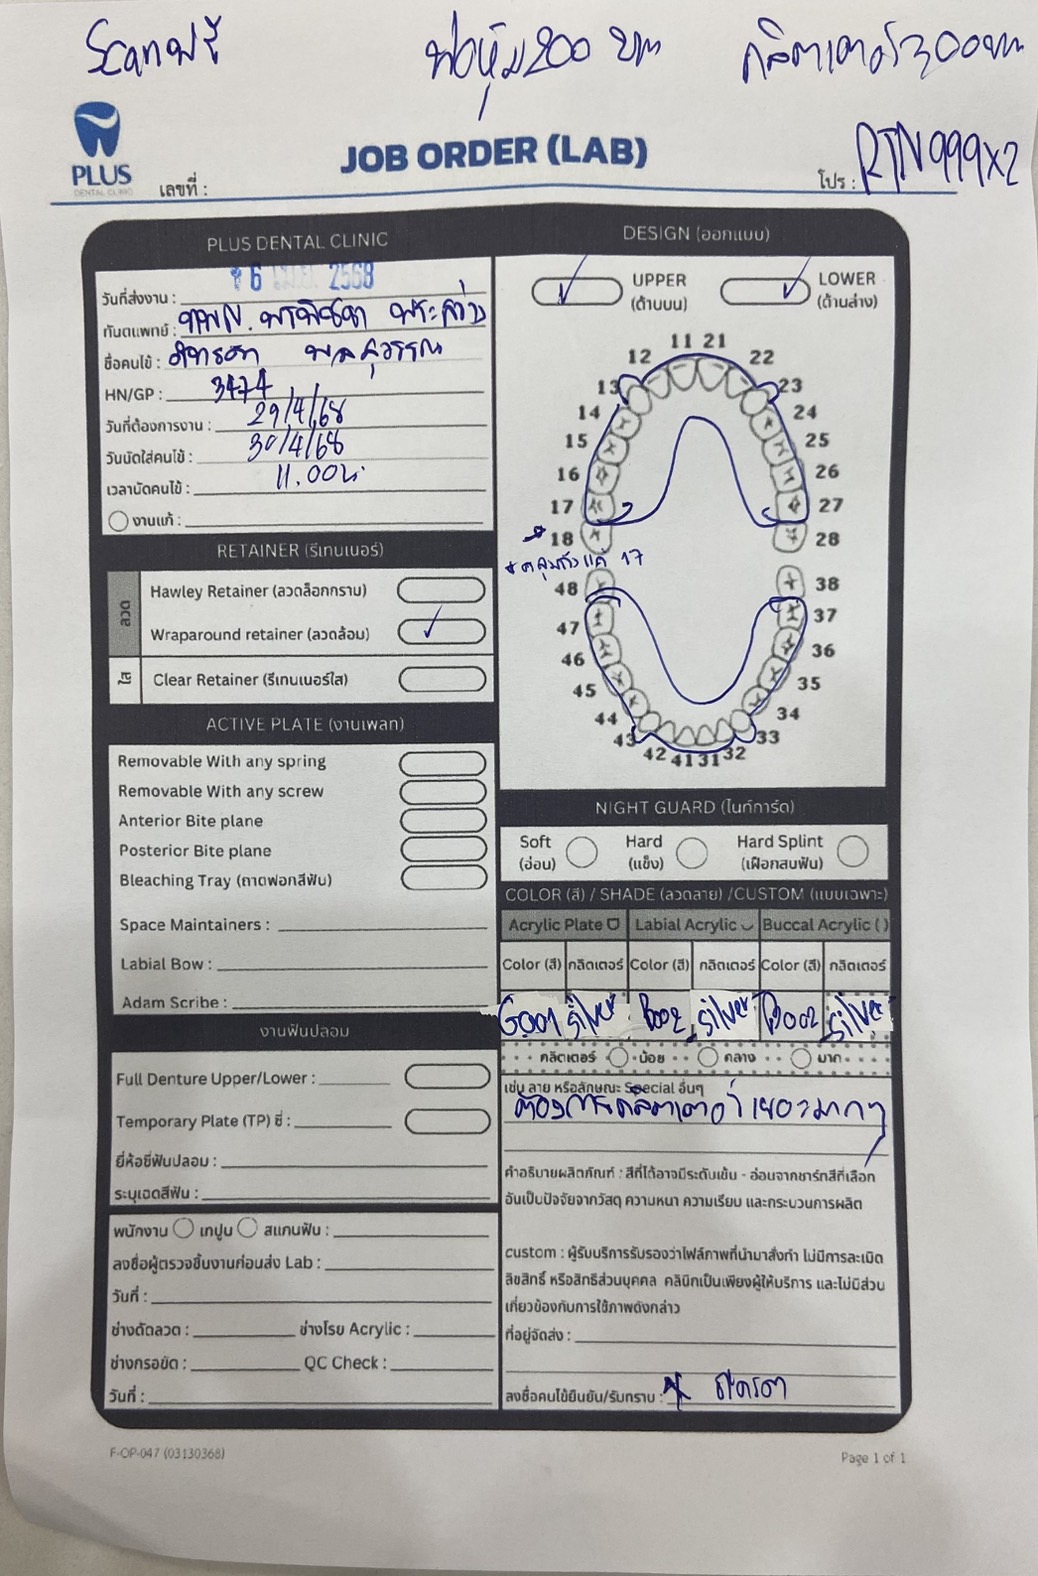 Scanฟรี พ่อหุ้ม200 บาท กลิตเตอร์300บาท
PLUS
DENTAL CLINIC
JOB ORDER (LAB)
เลขที่ :
โปร : RTN999x2
PLUS DENTAL CLINIC
วันที่ส่งงาน : 26 เม.ย. 2568
ทันตแพทย์ : ทพญ.
ชื่อคนไข้ :
HN/GP : 3474
วันที่ต้องการงาน : 29/4/68
วันนัดใส่คนไข้ : 30/4/68
เวลานัดคนไข้ : 11.00น.
งานแก้ :
RETAINER (รีเทนเนอร์)
ลวด
Hawley Retainer (ลวดล็อกกราม)
Wraparound retainer (ลวดล้อม)
ใส
Clear Retainer (รีเทนเนอร์ใส)
ACTIVE PLATE (งานเพลท)
Removable With any spring
Removable With any screw
Anterior Bite plane
Posterior Bite plane
Bleaching Tray (ถาดฟอกสีฟัน)
Space Maintainers :
Labial Bow :
Adam Scribe :
งานฟันปลอม
Full Denture Upper/Lower :
Temporary Plate (TP) ซี่ :
ยี่ห้อซี่ฟันปลอม :
ระบุเฉดสีฟัน :
พนักงาน เทปูน สแกนฟัน :
ลงชื่อผู้ตรวจชิ้นงานก่อนส่ง Lab :
วันที่ :
ช่างดัดลวด : ช่างโรย Acrylic :
ช่างกรอขัด : QC Check :
วันที่ :
DESIGN (ออกแบบ)
UPPER
(ด้านบน)
LOWER
(ด้านล่าง)
11 21
12 22
13 23
14 24
15 25
16 26
17 27
18 28
* คลุมถึงแค่ 17
48 38
47 37
46 36
45 35
44 34
43 33
42 41 31 32
NIGHT GUARD (ไนท์การ์ด)
Soft
(อ่อน)
Hard
(แข็ง)
Hard Splint
(เฝือกสบฟัน)
COLOR (สี) / SHADE (ลวดลาย) /CUSTOM (แบบเฉพาะ)
Acrylic Plate Labial Acrylic Buccal Acrylic ( )
Color (สี) กลิตเตอร์ Color (สี) กลิตเตอร์ Color (สี) กลิตเตอร์
G001 silver B002 silver B002 silver
กลิตเตอร์ น้อย กลาง มาก
เช่น ลาย หรือลักษณะ Special อื่นๆ
ต้องการกลิตเตอร์ เยอะมากๆ
คำอธิบายผลิตภัณฑ์ : สีที่ได้อาจมีระดับเข้ม - อ่อนจากชาร์ทสีที่เลือก
อันเป็นปัจจัยจากวัสดุ ความหนา ความเรียบ และกระบวนการผลิต
custom : ผู้รับบริการรับรองว่าไฟล์ภาพที่นำมาสั่งทำ ไม่มีการละเมิด
ลิขสิทธิ์ หรือสิทธิส่วนบุคคล คลินิกเป็นเพียงผู้ให้บริการ และไม่มีส่วน
เกี่ยวข้องกับการใช้ภาพดังกล่าว
ที่อยู่จัดส่ง :
ลงชื่อคนไข้ยืนยัน/รับทราบ :
F-OP-047 (03130368)
Page 1 of 1